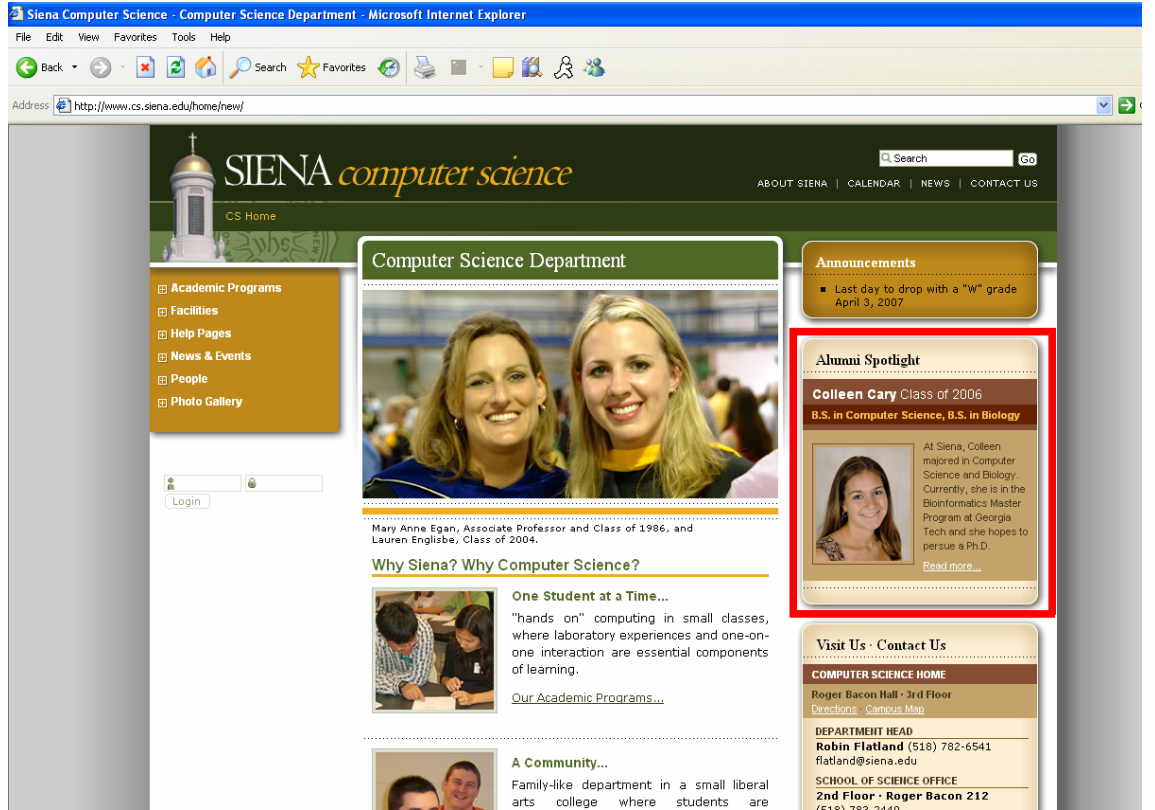 Siena Computer Science - Computer Science Department - Microsoft Internet Explorer
File Edit View Favorites Tools Help
Back Search Favorites
Address http://www.cs.siena.edu/home/new/
SIENA computer science
Search Go
ABOUT SIENA | CALENDAR | NEWS | CONTACT US
CS Home
Academic Programs
Facilities
Help Pages
News & Events
People
Photo Gallery
Login
Computer Science Department
Mary Anne Egan, Associate Professor and Class of 1986, and
Lauren Englisbe, Class of 2004.
Why Siena? Why Computer Science?
One Student at a Time...
"hands on" computing in small classes,
where laboratory experiences and one-on-
one interaction are essential components
of learning.
Our Academic Programs...
A Community...
Family-like department in a small liberal
arts college where students are
Announcements
Last day to drop with a "W" grade
April 3, 2007
Alumni Spotlight
Colleen Cary Class of 2006
B.S. in Computer Science, B.S. in Biology
At Siena, Colleen
majored in Computer
Science and Biology.
Currently, she is in the
Bioinformatics Master
Program at Georgia
Tech and she hopes to
persue a Ph.D.
Read more...
Visit Us · Contact Us
COMPUTER SCIENCE HOME
Roger Bacon Hall · 3rd Floor
Directions · Campus Map
DEPARTMENT HEAD
Robin Flatland (518) 782-6541
flatland@siena.edu
SCHOOL OF SCIENCE OFFICE
2nd Floor · Roger Bacon 212
(518) 783-2440